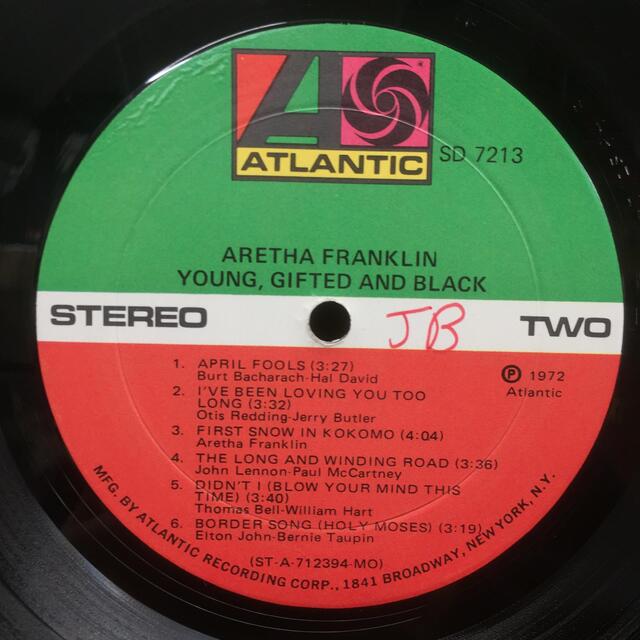 ATLANTIC
SD 7213
ARETHA FRANKLIN
YOUNG, GIFTED AND BLACK
STEREO
JB
TWO
1. APRIL FOOLS (3:27)
Burt Bacharach-Hal David
2. I'VE BEEN LOVING YOU TOO
LONG (3:32)
Otis Redding-Jerry Butler
3. FIRST SNOW IN KOKOMO (4:04)
Aretha Franklin
4. THE LONG AND WINDING ROAD (3:36)
John Lennon-Paul McCartney
5. DIDN'T I (BLOW YOUR MIND THIS
TIME) (3:40)
Thomas Bell-William Hart
6. BORDER SONG (HOLY MOSES) (3:19)
Elton John-Bernie Taupin
℗ 1972
Atlantic
(ST-A-712394-MO)
MFG. BY ATLANTIC RECORDING CORP., 1841 BROADWAY, NEW YORK, N.Y.